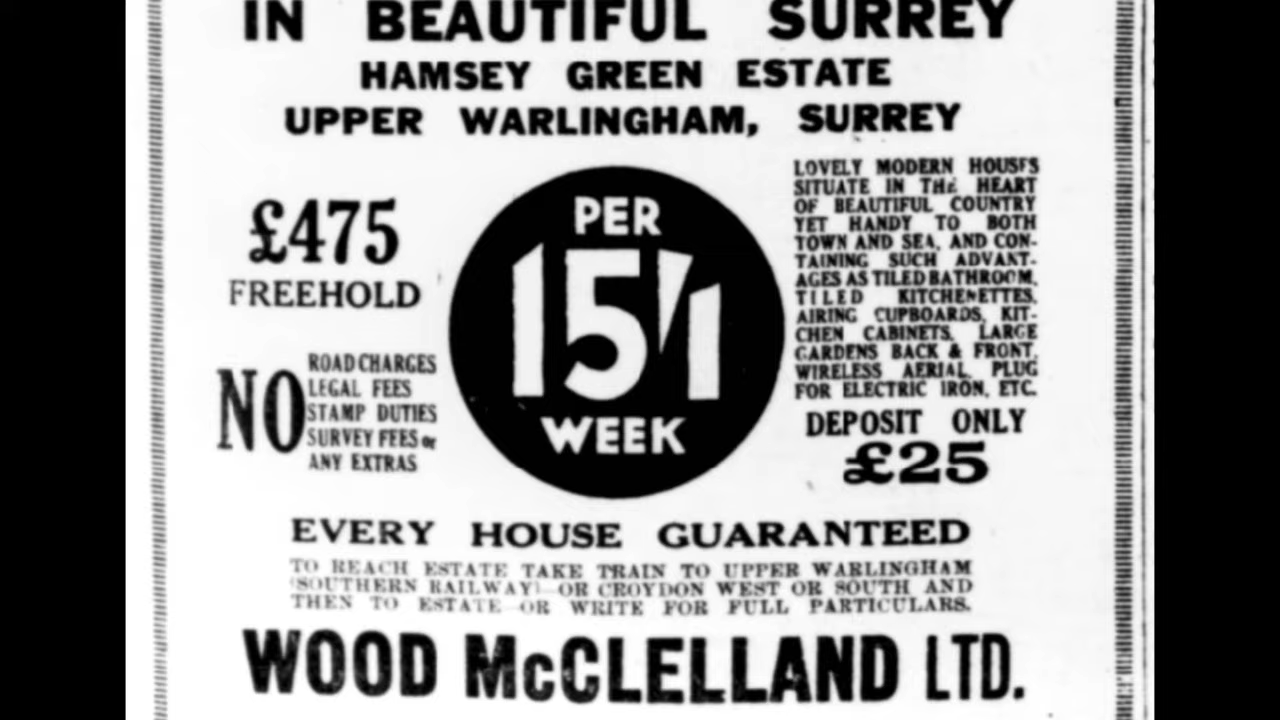 IN BEAUTIFUL SURREY
HAMSEY GREEN ESTATE
UPPER WARLINGHAM, SURREY
£475
FREEHOLD
NO
ROAD CHARGES
LEGAL FEES
STAMP DUTIES
SURVEY FEES or
ANY EXTRAS
PER
15/1
WEEK
LOVELY MODERN HOUSES
SITUATE IN THE HEART
OF BEAUTIFUL COUNTRY
YET HANDY TO BOTH
TOWN AND SEA, AND CON-
TAINING SUCH ADVANT-
AGES AS TILED BATHROOM,
TILED KITCHENETTES,
AIRING CUPBOARDS, KIT-
CHEN CABINETS, LARGE
GARDENS BACK & FRONT,
WIRELESS AERIAL, PLUG
FOR ELECTRIC IRON, ETC.
DEPOSIT ONLY
£25
EVERY HOUSE GUARANTEED
TO REACH ESTATE TAKE TRAIN TO UPPER WARLINGHAM
(SOUTHERN RAILWAY) OR CROYDON WEST OR SOUTH AND
THEN TO ESTATE OR WRITE FOR FULL PARTICULARS.
WOOD McCLELLAND LTD.